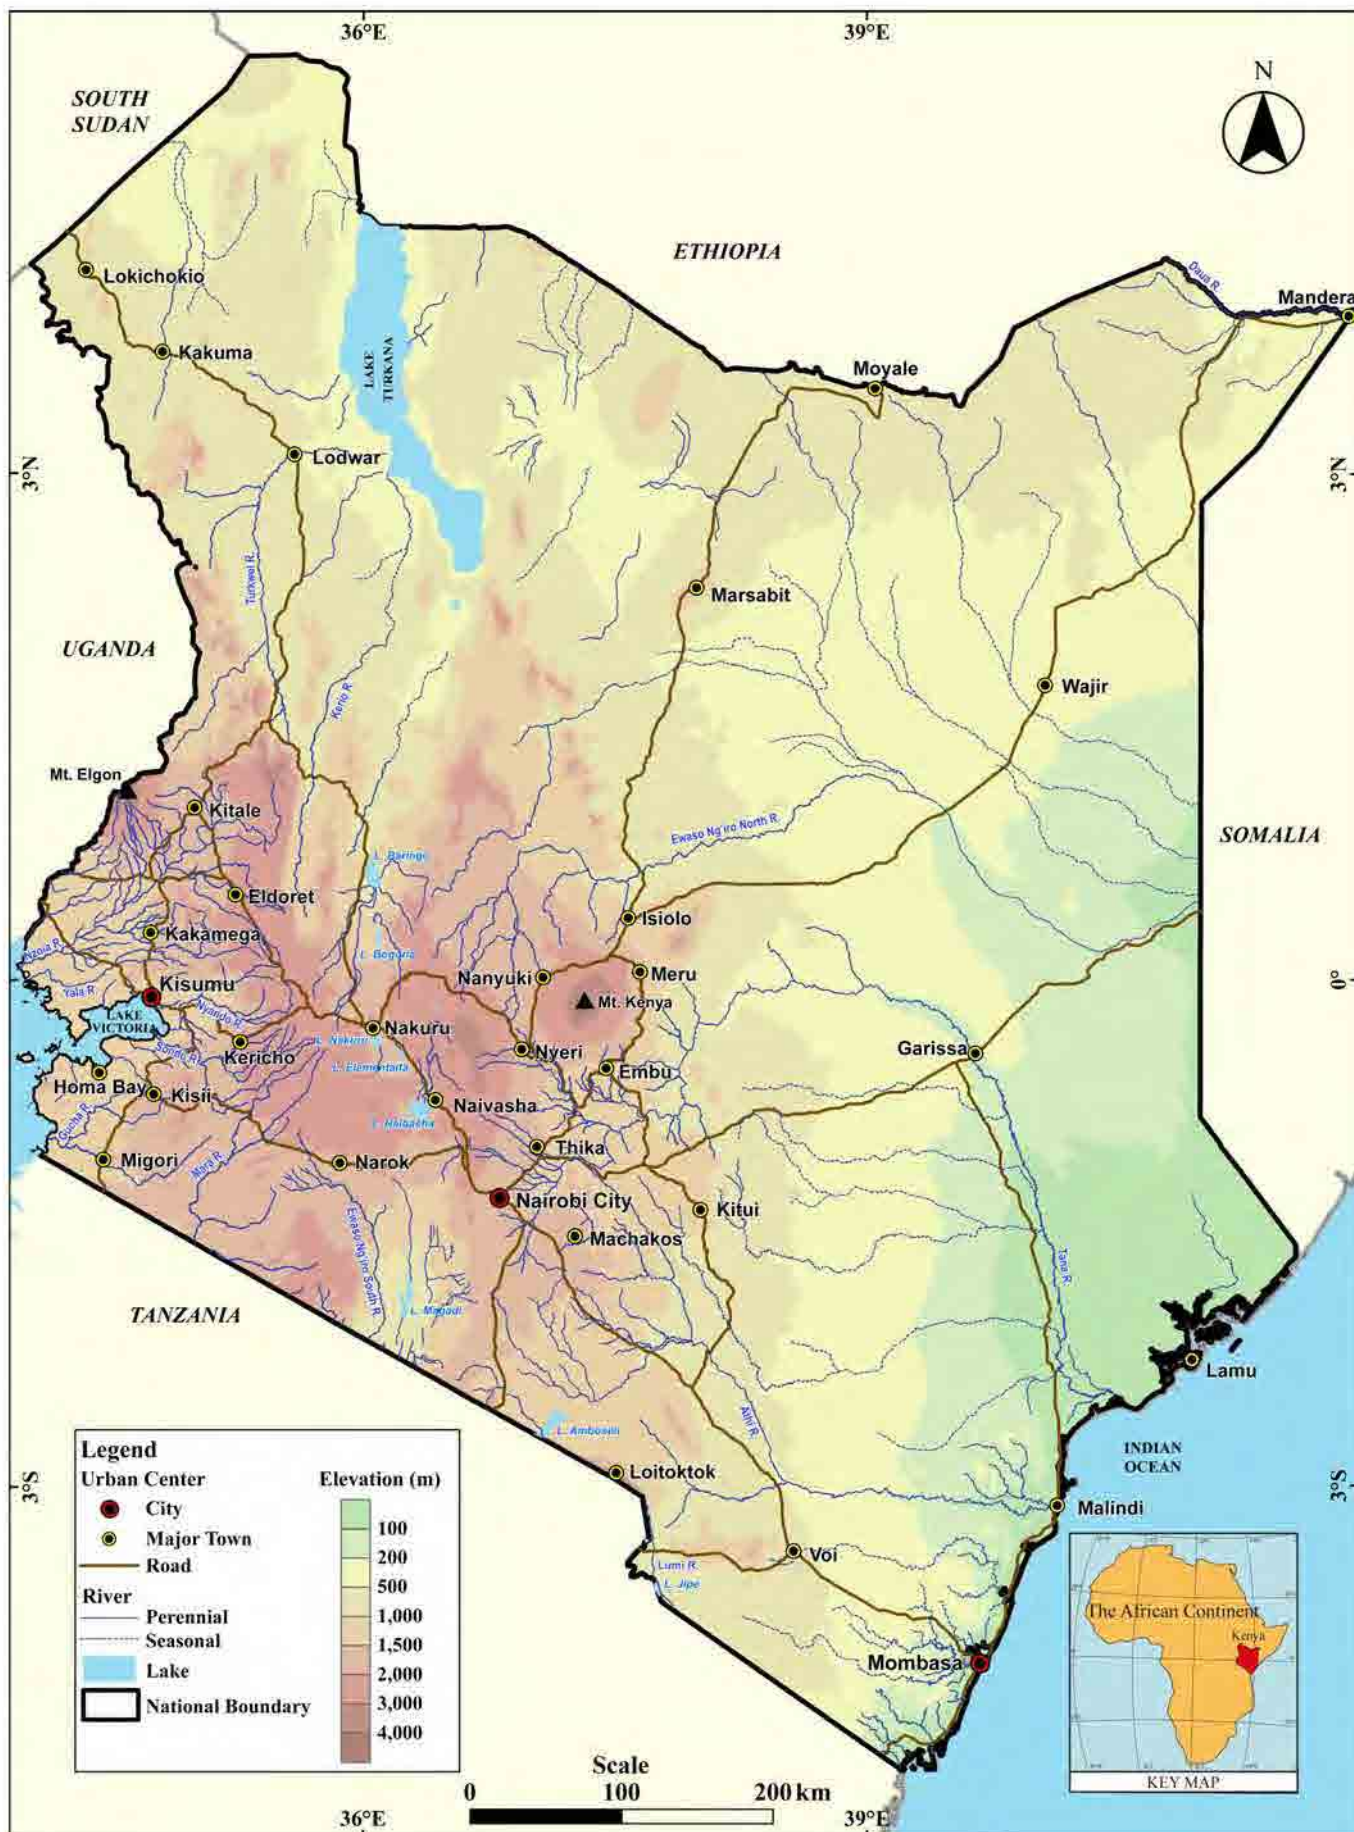 36°E
39°E
SOUTH
SUDAN
N
ETHIOPIA
Daua R.
Mandera
Lokichokio
Kakuma
LAKE
TURKANA
Moyale
Lodwar
3°N
3°N
Turkwel R.
Marsabit
UGANDA
Kerio R.
Wajir
Mt. Elgon
Kitale
Ewaso Ng'iro North R.
SOMALIA
L. Baringo
Eldoret
Isiolo
Kakamega
Nzoia R.
L. Bogoria
Nanyuki
Meru
0°
Kisumu
Yala R.
Mt. Kenya
Nyando R.
LAKE
VICTORIA
Nakuru
L. Nakuru
Sondu R.
Kericho
Nyeri
Garissa
L. Elementaita
Embu
Homa Bay
Kisii
Naivasha
L. Naivasha
Gucha R.
Thika
Migori
Mara R.
Narok
Nairobi City
Kitui
Ewaso Ng'iro South R.
Machakos
Tana R.
L. Magadi
TANZANIA
Lamu
Athi R.
L. Amboseli
INDIAN
OCEAN
Loitoktok
3°S
3°S
Malindi
Voi
Lumi R.
L. Jipe
Mombasa
Legend
Urban Center
City
Major Town
Road
River
Perennial
Seasonal
Lake
National Boundary
Elevation (m)
100
200
500
1,000
1,500
2,000
3,000
4,000
Scale
0
100
200 km
36°E
39°E
The African Continent
Kenya
KEY MAP